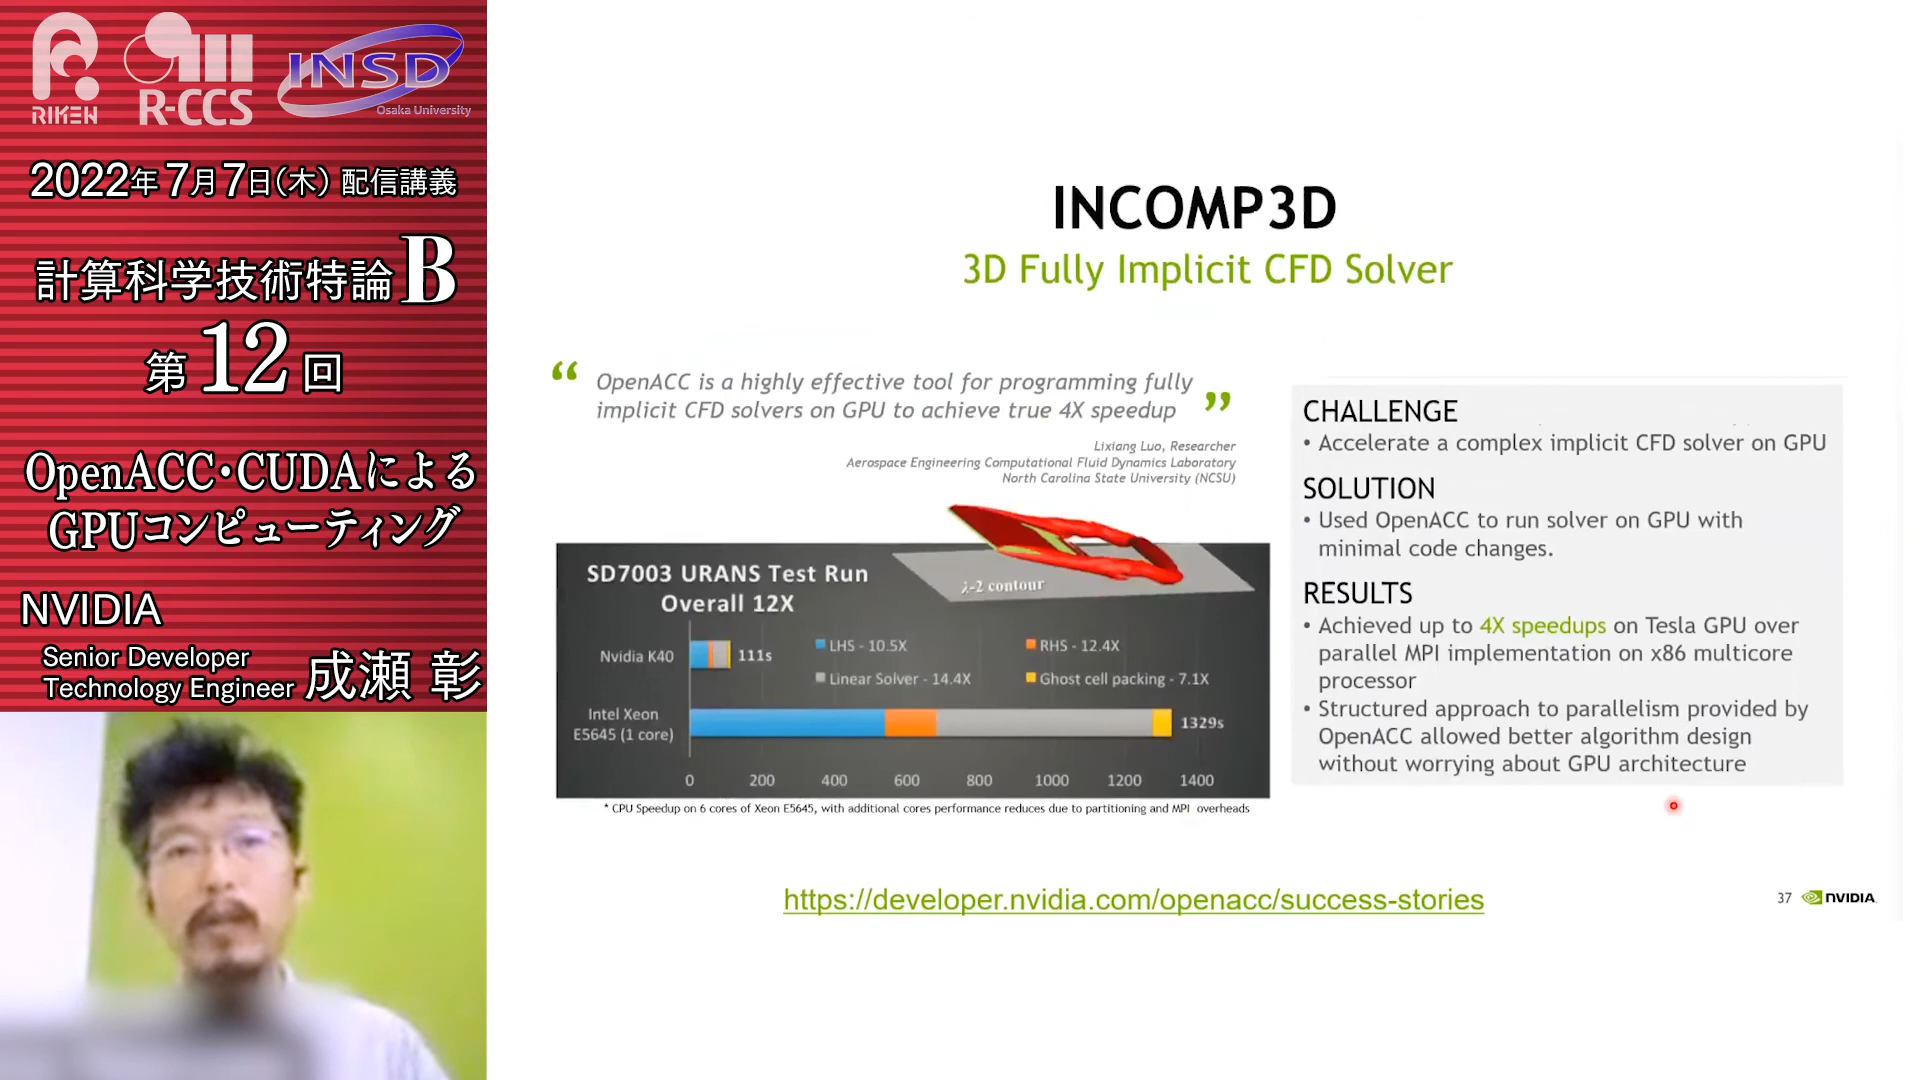 RIKEN
R-CCS
INSD
Osaka University
2022年7月7日(木) 配信講義
計算科学技術特論B
第12回
OpenACC・CUDAによる
GPUコンピューティング
NVIDIA
Senior Developer
Technology Engineer 成瀬 彰
INCOMP3D
3D Fully Implicit CFD Solver
“ OpenACC is a highly effective tool for programming fully
implicit CFD solvers on GPU to achieve true 4X speedup ”
Lixiang Luo, Researcher
Aerospace Engineering Computational Fluid Dynamics Laboratory
North Carolina State University (NCSU)
SD7003 URANS Test Run
Overall 12X
λ-2 contour
Nvidia K40
111s
LHS - 10.5X
RHS - 12.4X
Linear Solver - 14.4X
Ghost cell packing - 7.1X
Intel Xeon
E5645 (1 core)
1329s
0 200 400 600 800 1000 1200 1400
* CPU Speedup on 6 cores of Xeon E5645, with additional cores performance reduces due to partitioning and MPI overheads
CHALLENGE
• Accelerate a complex implicit CFD solver on GPU
SOLUTION
• Used OpenACC to run solver on GPU with
minimal code changes.
RESULTS
• Achieved up to 4X speedups on Tesla GPU over
parallel MPI implementation on x86 multicore
processor
• Structured approach to parallelism provided by
OpenACC allowed better algorithm design
without worrying about GPU architecture
https://developer.nvidia.com/openacc/success-stories
37 NVIDIA